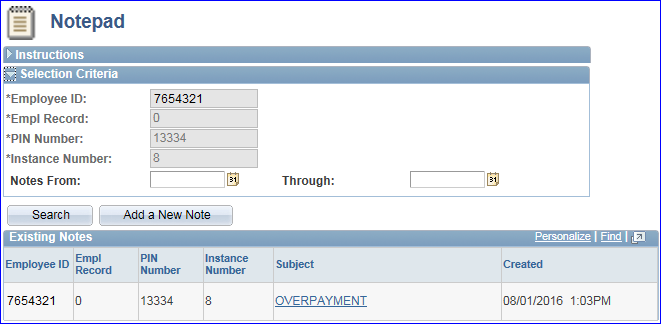 Notepad
Instructions
Selection Criteria
*Employee ID: 7654321
*Empl Record: 0
*PIN Number: 13334
*Instance Number: 8
Notes From: 31 Through: 31
Search Add a New Note
Existing Notes Personalize | Find |
Employee ID Empl Record PIN Number Instance Number Subject Created
7654321 0 13334 8 OVERPAYMENT 08/01/2016 1:03PM